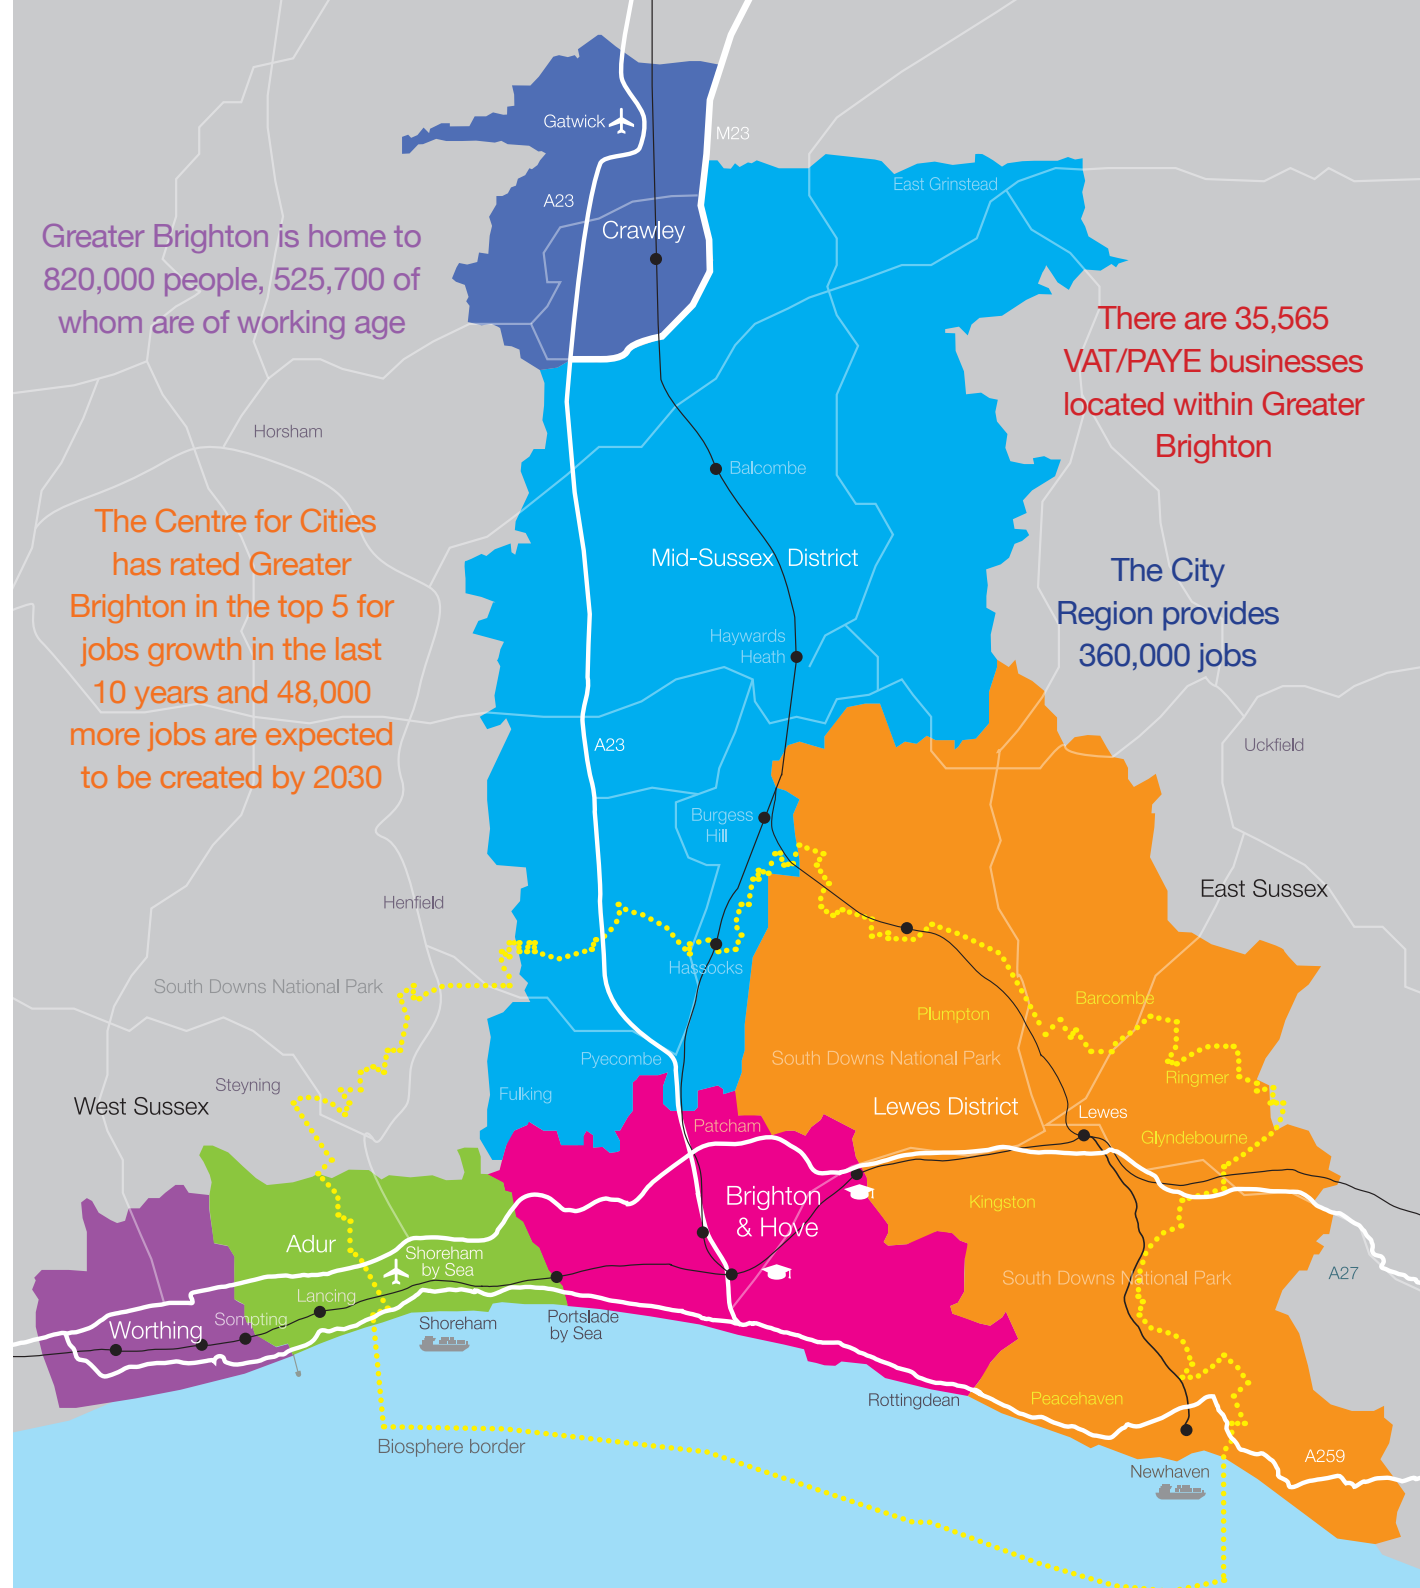 Gatwick
M23
East Grinstead
A23
Crawley
Greater Brighton is home to
820,000 people, 525,700 of
whom are of working age
There are 35,565
VAT/PAYE businesses
located within Greater
Brighton
Horsham
Balcombe
The Centre for Cities
has rated Greater
Brighton in the top 5 for
jobs growth in the last
10 years and 48,000
more jobs are expected
to be created by 2030
Mid-Sussex District
The City
Region provides
360,000 jobs
Haywards
Heath
A23
Uckfield
Burgess
Hill
East Sussex
Henfield
Hassocks
South Downs National Park
Barcombe
Plumpton
Pyecombe
South Downs National Park
Steyning
Ringmer
Fulking
West Sussex
Lewes District
Lewes
Patcham
Glyndebourne
Brighton
& Hove
Kingston
Adur
Shoreham
by Sea
South Downs National Park
A27
Lancing
Sompting
Worthing
Shoreham
Portslade
by Sea
Rottingdean
Peacehaven
Biosphere border
A259
Newhaven